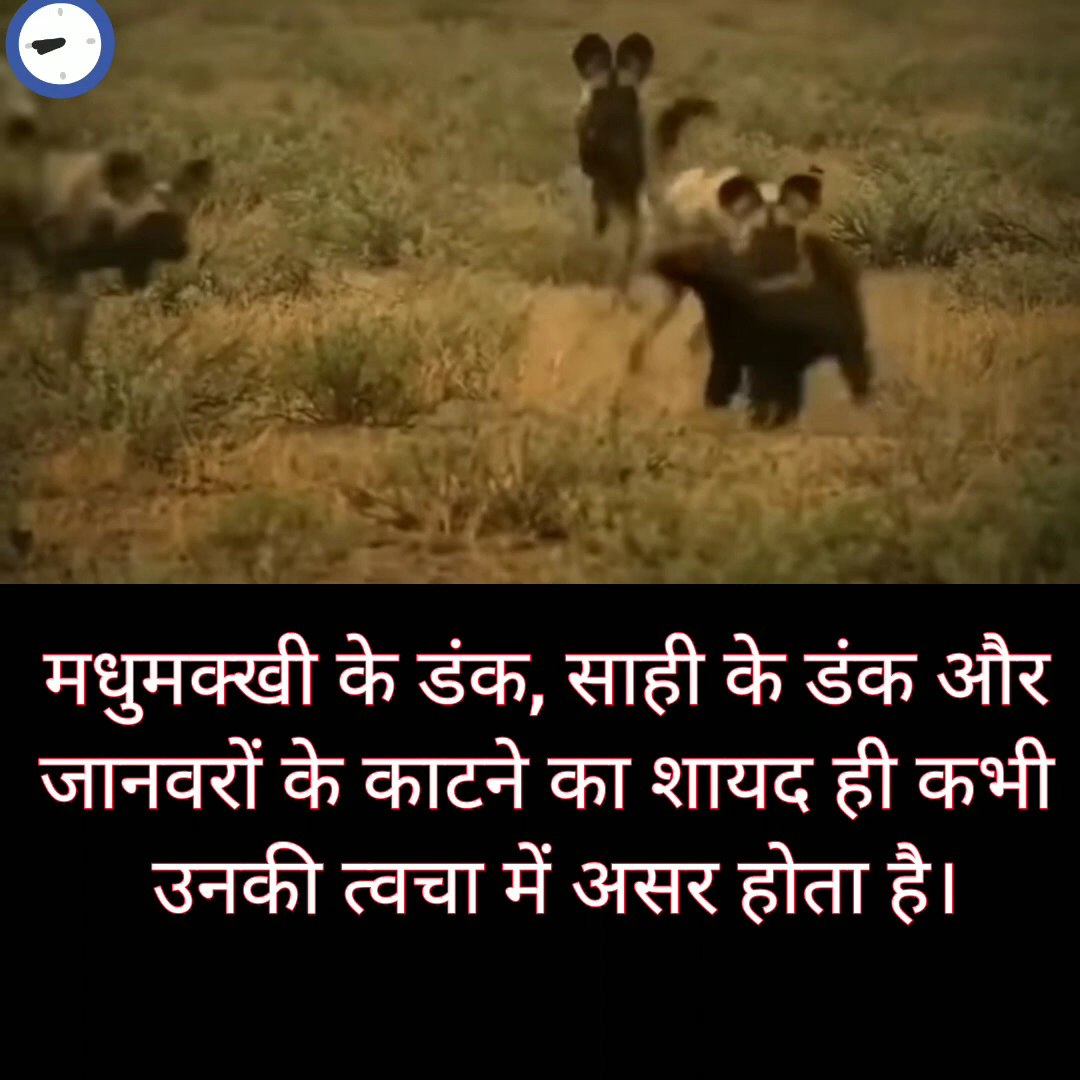 मधुमक्खी के डंक, साही के डंक और
जानवरों के काटने का शायद ही कभी
उनकी त्वचा में असर होता है।